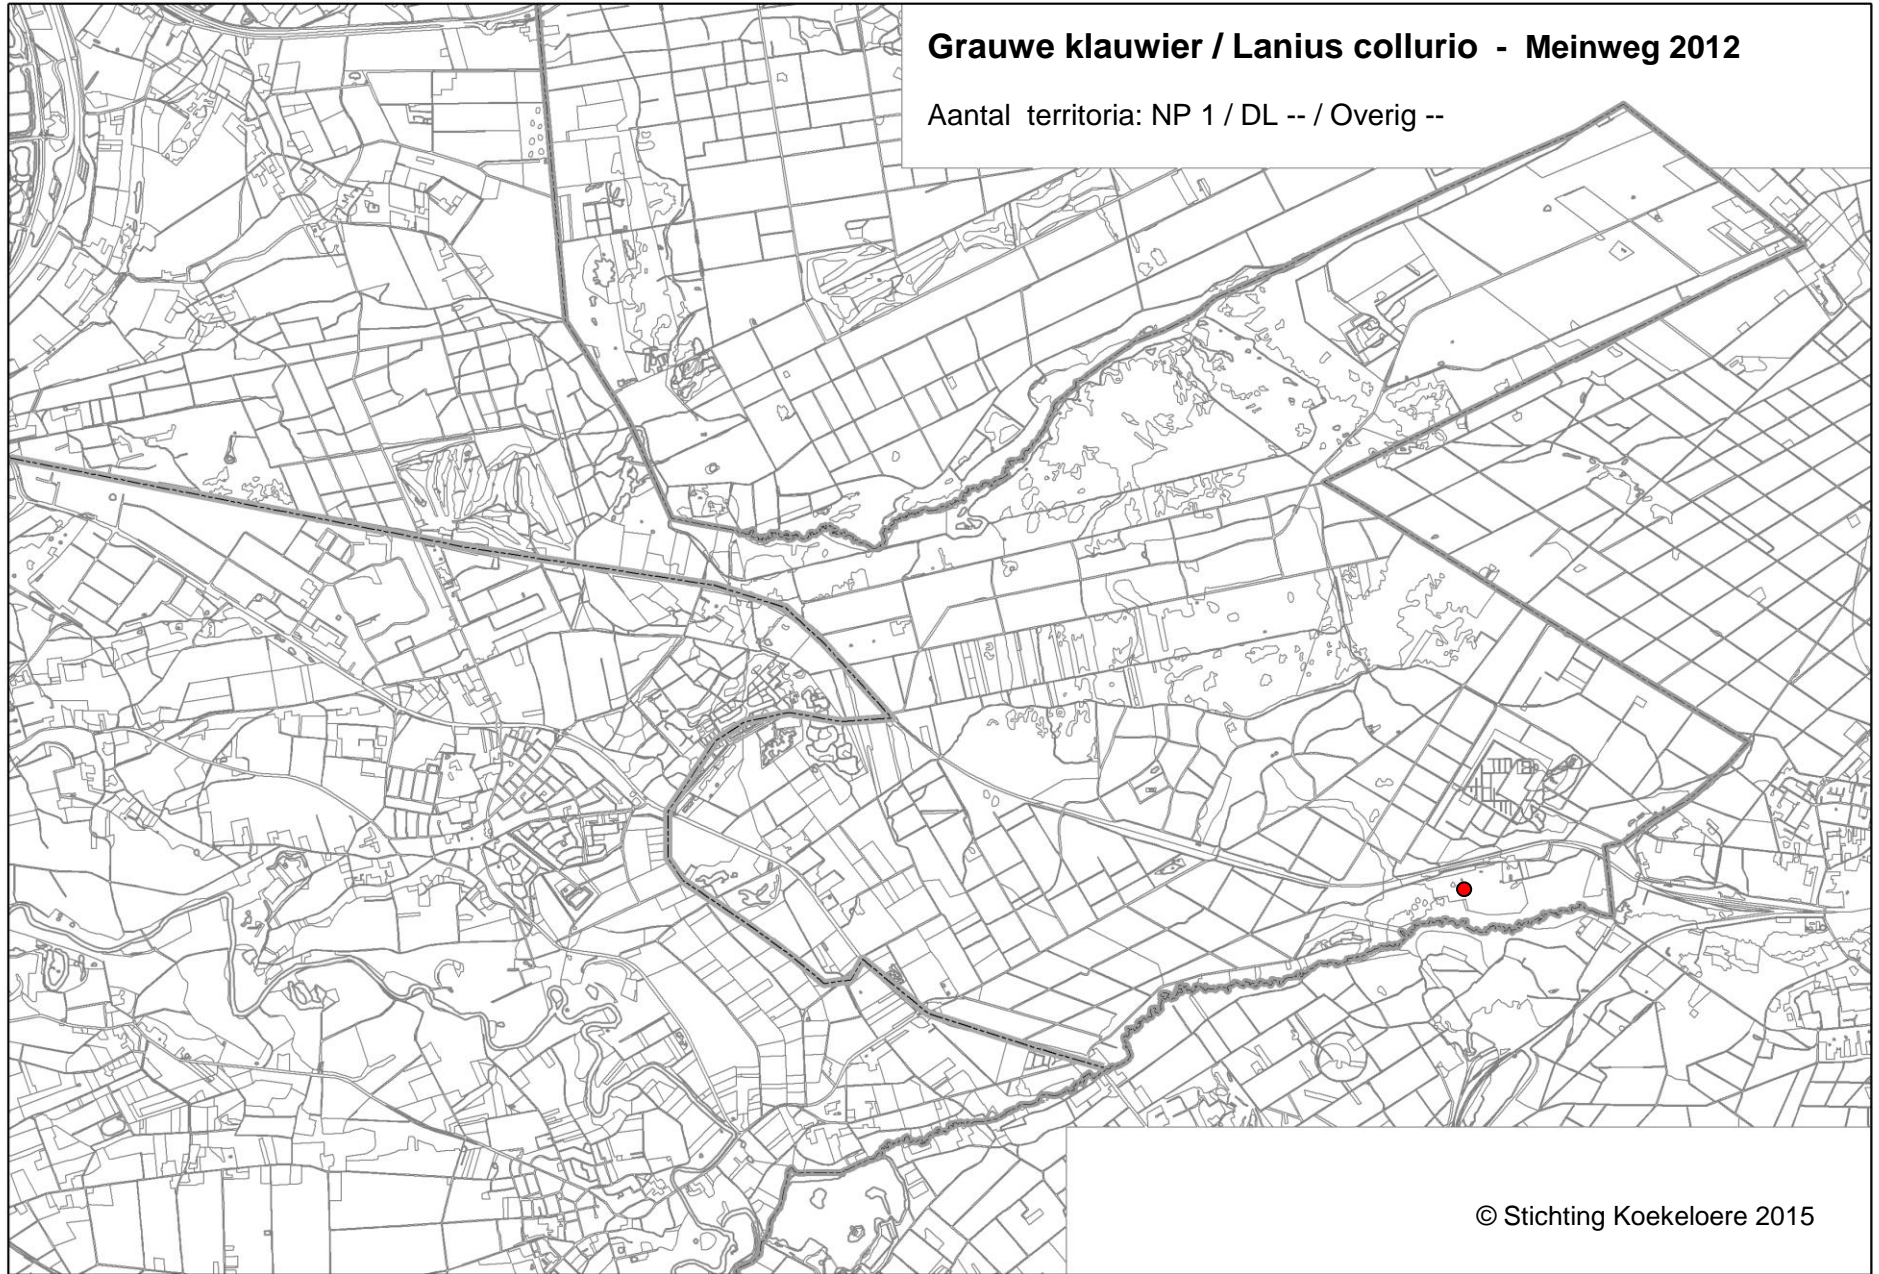 Grauwe klauwier / Lanius collurio - Meinweg 2012
Aantal territoria: NP 1 / DL -- / Overig --
© Stichting Koekeloere 2015